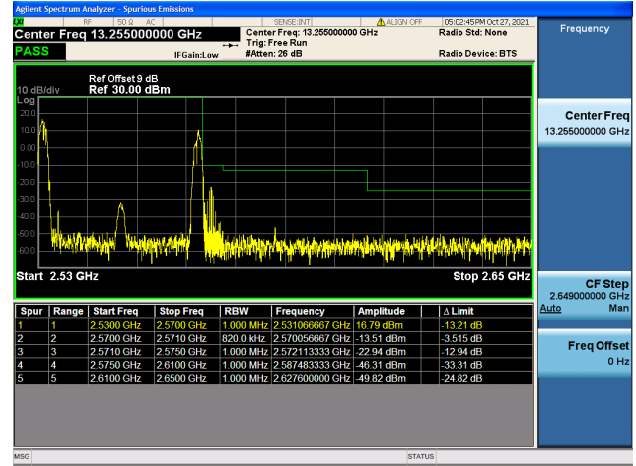 Agilent Spectrum Analyzer - Spurious Emissions
LXI RF 50 Ω AC SENSE:INT ALIGN OFF 05:02:45PM Oct 27, 2021
Center Freq 13.255000000 GHz Center Freq: 13.255000000 GHz Radio Std: None Frequency
PASS Trig: Free Run
IFGain:Low #Atten: 26 dB Radio Device: BTS
Ref Offset 9 dB
10 dB/div Ref 30.00 dBm
Log
20.0
10.0
0.00
-10.0
-20.0
-30.0
-40.0
-50.0
-60.0
Start 2.53 GHz Stop 2.65 GHz
Center Freq
13.255000000 GHz
CF Step
2.649000000 GHz
Auto Man
Freq Offset
0 Hz
Spur Range Start Freq Stop Freq RBW Frequency Amplitude Δ Limit
1 1 2.5300 GHz 2.5700 GHz 1.000 MHz 2.531066667 GHz 16.79 dBm -13.21 dB
2 2 2.5700 GHz 2.5710 GHz 820.0 kHz 2.570056667 GHz -13.51 dBm -3.515 dB
3 3 2.5710 GHz 2.5750 GHz 1.000 MHz 2.572113333 GHz -22.94 dBm -12.94 dB
4 4 2.5750 GHz 2.6100 GHz 1.000 MHz 2.587483333 GHz -46.31 dBm -33.31 dB
5 5 2.6100 GHz 2.6500 GHz 1.000 MHz 2.627600000 GHz -49.82 dBm -24.82 dB
MSG STATUS